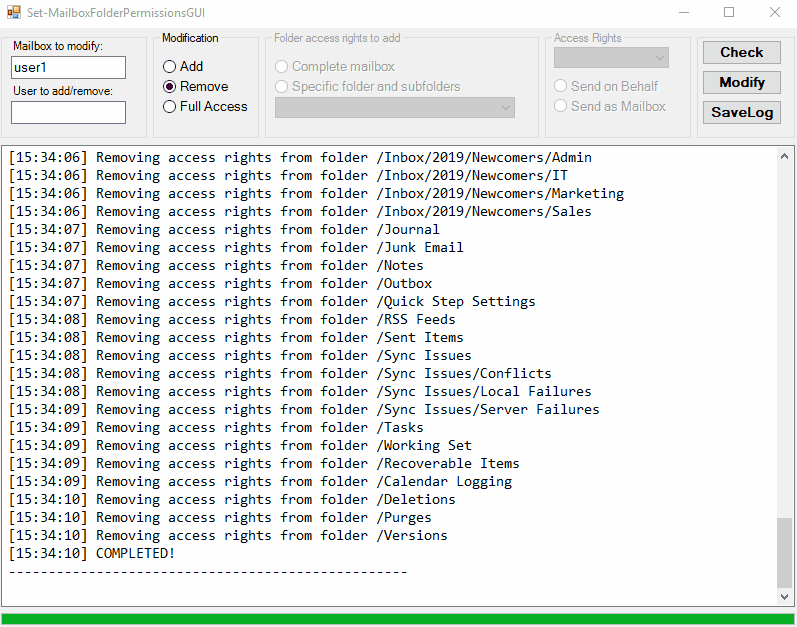 Set-MailboxFolderPermissionsGUI
Mailbox to modify:
user1
User to add/remove:
Modification
Add
Remove
Full Access
Folder access rights to add
Complete mailbox
Specific folder and subfolders
Access Rights
Send on Behalf
Send as Mailbox
Check
Modify
SaveLog
[15:34:06] Removing access rights from folder /Inbox/2019/Newcomers/Admin
[15:34:06] Removing access rights from folder /Inbox/2019/Newcomers/IT
[15:34:06] Removing access rights from folder /Inbox/2019/Newcomers/Marketing
[15:34:06] Removing access rights from folder /Inbox/2019/Newcomers/Sales
[15:34:07] Removing access rights from folder /Journal
[15:34:07] Removing access rights from folder /Junk Email
[15:34:07] Removing access rights from folder /Notes
[15:34:07] Removing access rights from folder /Outbox
[15:34:07] Removing access rights from folder /Quick Step Settings
[15:34:08] Removing access rights from folder /RSS Feeds
[15:34:08] Removing access rights from folder /Sent Items
[15:34:08] Removing access rights from folder /Sync Issues
[15:34:08] Removing access rights from folder /Sync Issues/Conflicts
[15:34:08] Removing access rights from folder /Sync Issues/Local Failures
[15:34:09] Removing access rights from folder /Sync Issues/Server Failures
[15:34:09] Removing access rights from folder /Tasks
[15:34:09] Removing access rights from folder /Working Set
[15:34:09] Removing access rights from folder /Recoverable Items
[15:34:09] Removing access rights from folder /Calendar Logging
[15:34:10] Removing access rights from folder /Deletions
[15:34:10] Removing access rights from folder /Purges
[15:34:10] Removing access rights from folder /Versions
[15:34:10] COMPLETED!
--------------------------------------------------